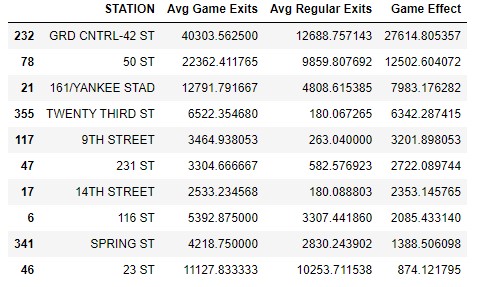 STATION Avg Game Exits Avg Regular Exits Game Effect
232 GRD CNTRL-42 ST 40303.562500 12688.757143 27614.805357
78 50 ST 22362.411765 9859.807692 12502.604072
21 161/YANKEE STAD 12791.791667 4808.615385 7983.176282
355 TWENTY THIRD ST 6522.354680 180.067265 6342.287415
117 9TH STREET 3464.938053 263.040000 3201.898053
47 231 ST 3304.666667 582.576923 2722.089744
17 14TH STREET 2533.234568 180.088803 2353.145765
6 116 ST 5392.875000 3307.441860 2085.433140
341 SPRING ST 4218.750000 2830.243902 1388.506098
46 23 ST 11127.833333 10253.711538 874.121795